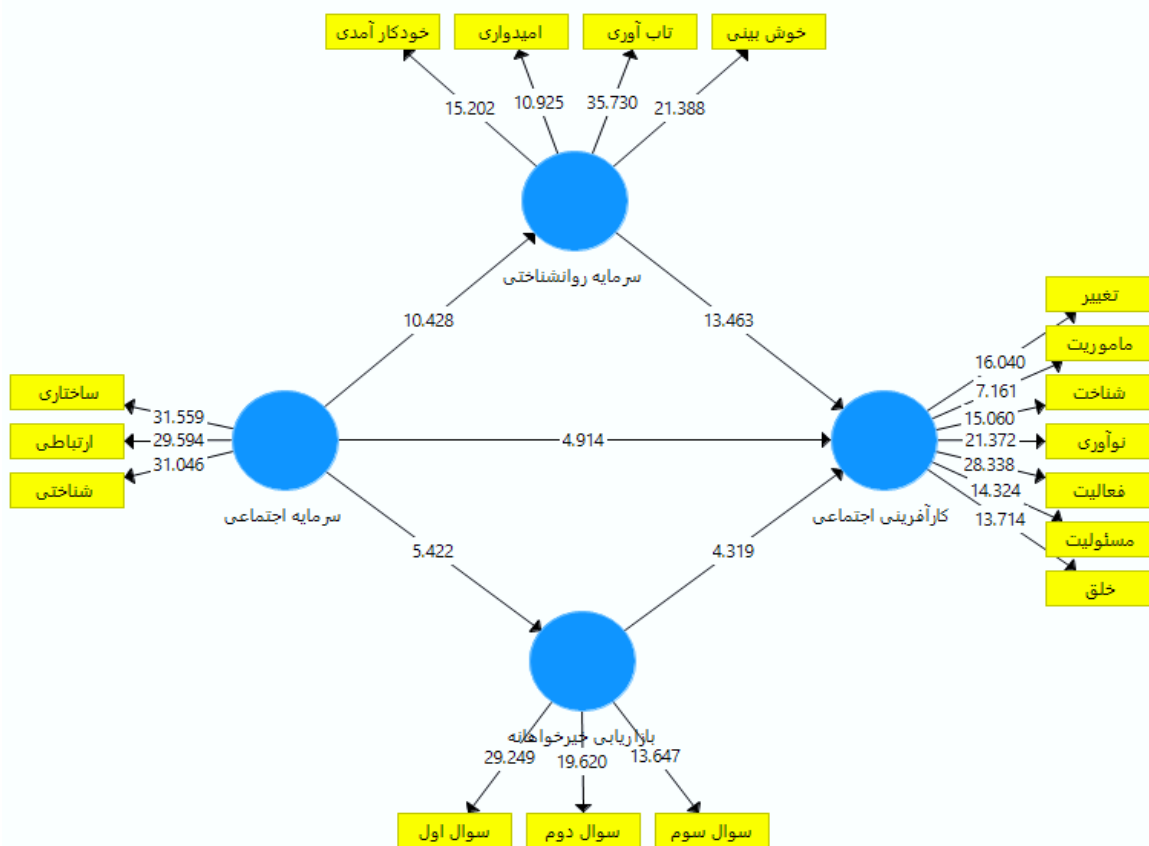 خودکار آمدی
امیدواری
تاب آوری
خوش بینی
15.202
10.925
35.730
21.388
سرمایه روانشناختی
10.428
13.463
تغییر
ماموریت
شناخت
نوآوری
فعالیت
مسئولیت
خلق
16.040
7.161
15.060
21.372
28.338
14.324
13.714
ساختاری
ارتباطی
شناختی
31.559
29.594
31.046
4.914
سرمایه اجتماعی
کارآفرینی اجتماعی
5.422
4.319
بازاریابی خیرخواهانه
29.249
19.620
13.647
سوال اول
سوال دوم
سوال سوم